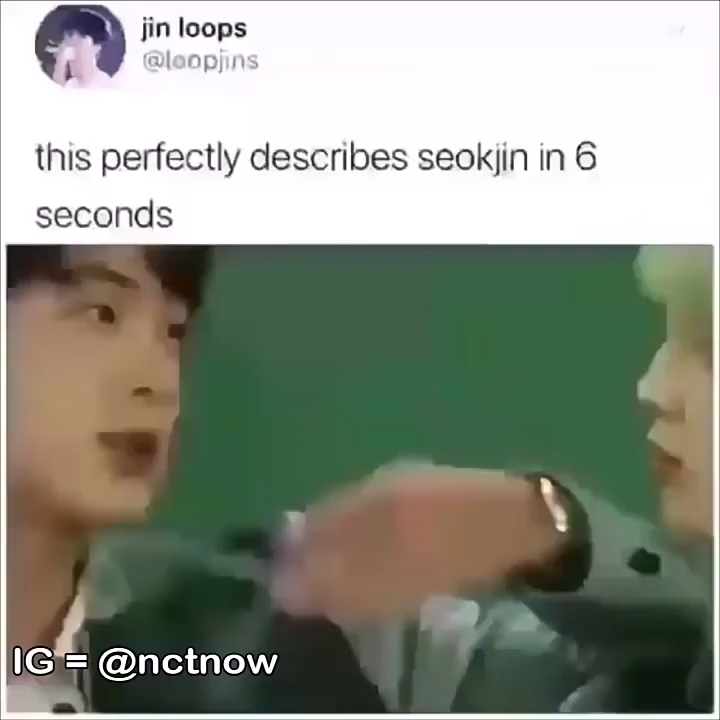 jin loops
@loopjins
this perfectly describes seokjin in 6
seconds
IG = @nctnow